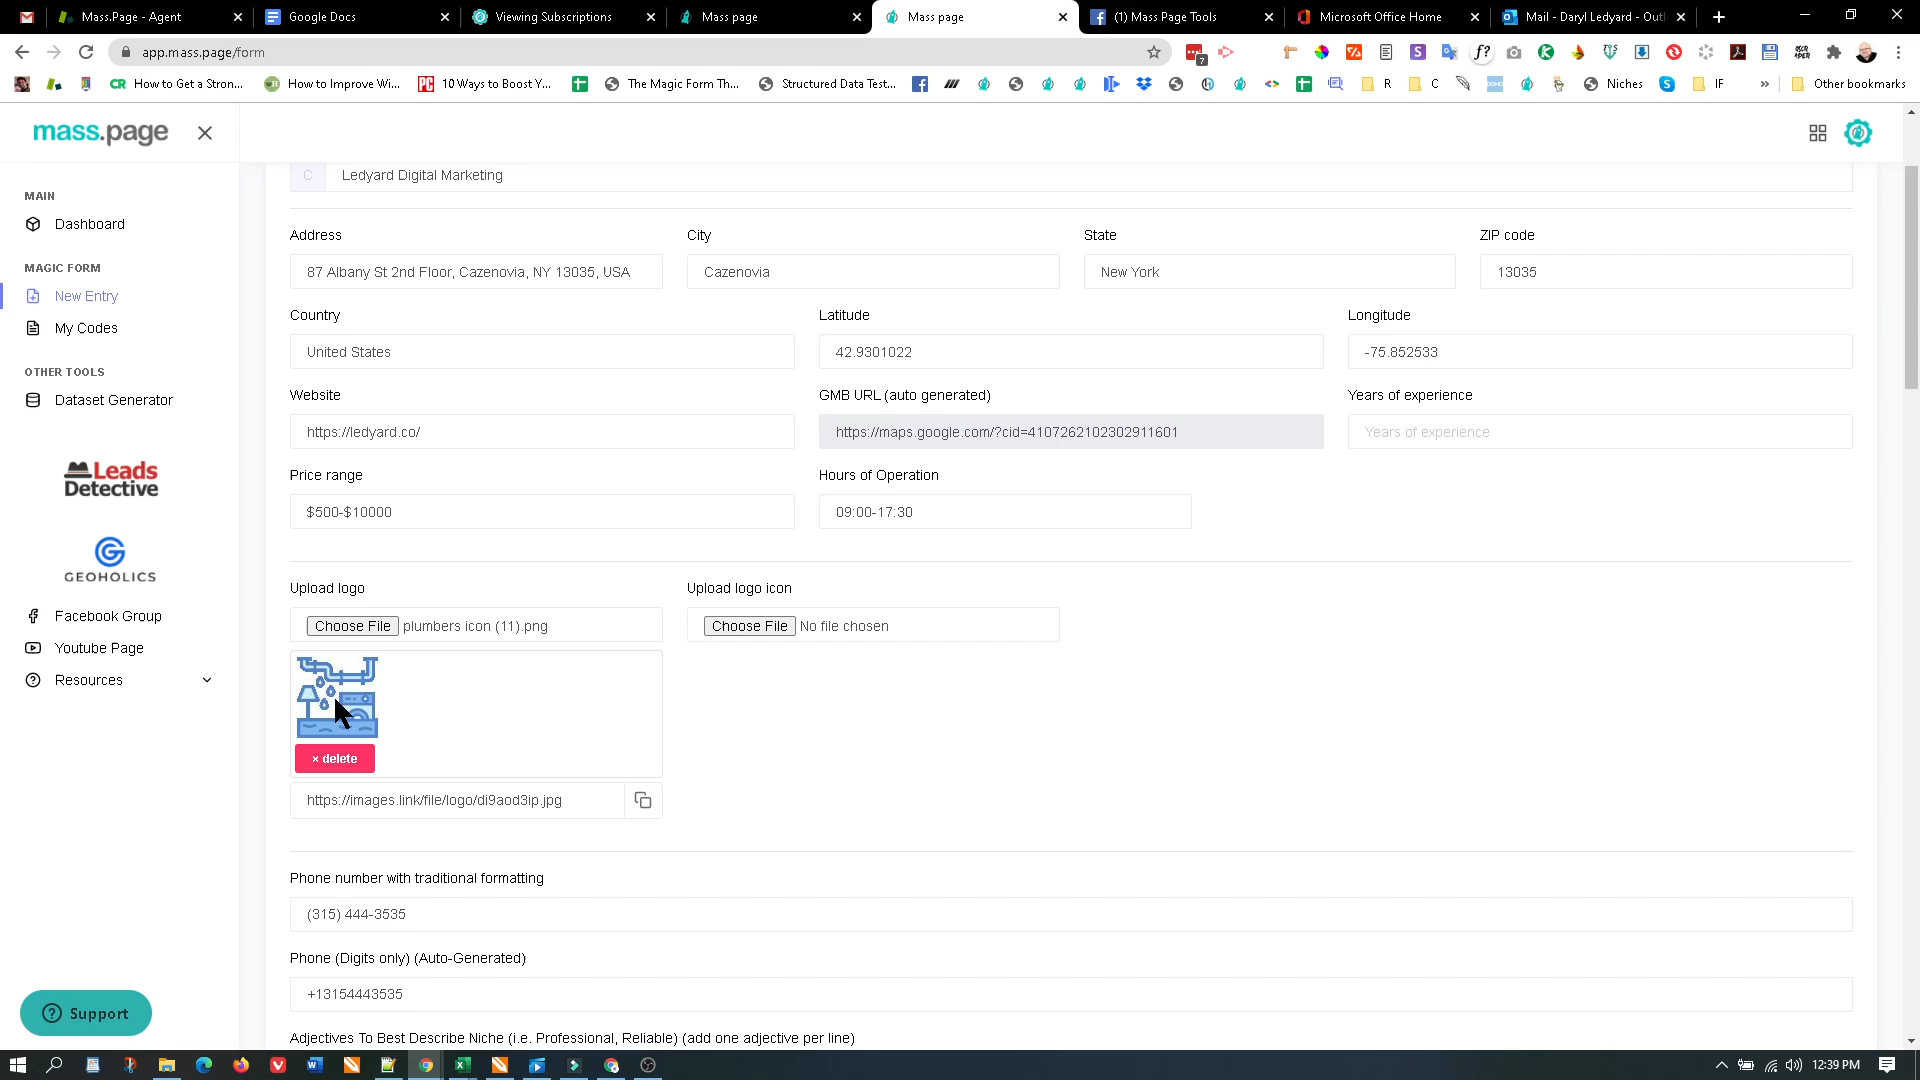 Mass.Page - Agent
Google Docs
Viewing Subscriptions
Mass page
Mass page
(1) Mass Page Tools
Microsoft Office Home
Mail - Daryl Ledyard - Outl
app.mass.page/form
7
f?
How to Get a Stron...
How to Improve Wi...
10 Ways to Boost Y...
The Magic Form Th...
Structured Data Test...
R
C
Niches
IF
Other bookmarks
mass.page
C Ledyard Digital Marketing
MAIN
Dashboard
MAGIC FORM
New Entry
My Codes
OTHER TOOLS
Dataset Generator
Leads
Detective
GEOHOLICS
Facebook Group
Youtube Page
Resources
Support
Address City State ZIP code
87 Albany St 2nd Floor, Cazenovia, NY 13035, USA Cazenovia New York 13035
Country Latitude Longitude
United States 42.9301022 -75.852533
Website GMB URL (auto generated) Years of experience
https://ledyard.co/ https://maps.google.com/?cid=4107262102302911601 Years of experience
Price range Hours of Operation
$500-$10000 09:00-17:30
Upload logo Upload logo icon
Choose File plumbers icon (11).png Choose File No file chosen
× delete
https://images.link/file/logo/di9aod3ip.jpg
Phone number with traditional formatting
(315) 444-3535
Phone (Digits only) (Auto-Generated)
+13154443535
Adjectives To Best Describe Niche (i.e. Professional, Reliable) (add one adjective per line)
12:39 PM